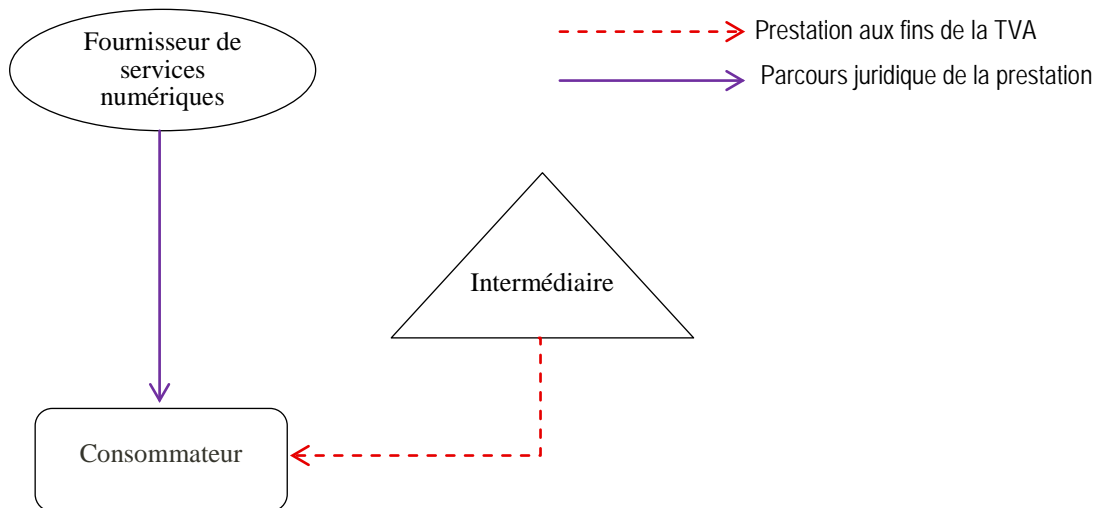 Fournisseur de
services
numériques
Prestation aux fins de la TVA
Parcours juridique de la prestation
Intermédiaire
Consommateur